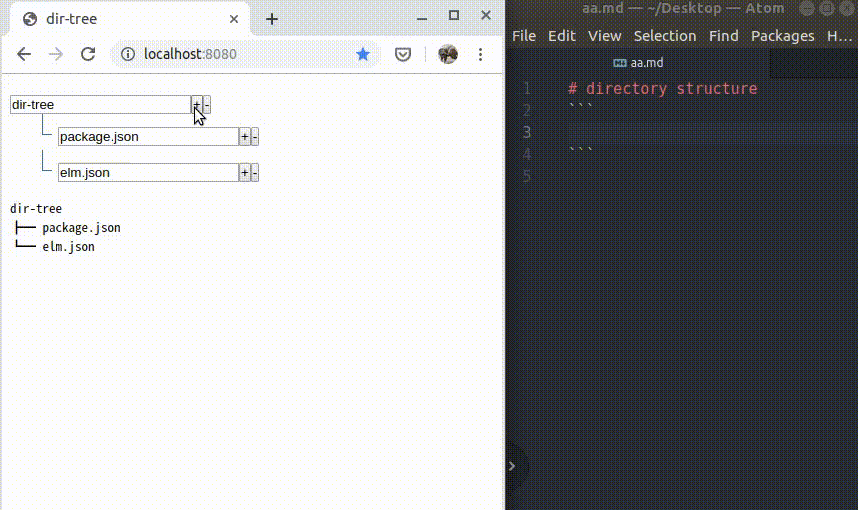 dir-tree
localhost:8080
dir-tree + -
package.json + -
elm.json + -
dir-tree
├── package.json
└── elm.json
aa.md — ~/Desktop — Atom
File Edit View Selection Find Packages H...
aa.md
1 # directory structure
2 ```
3
4 ```
5